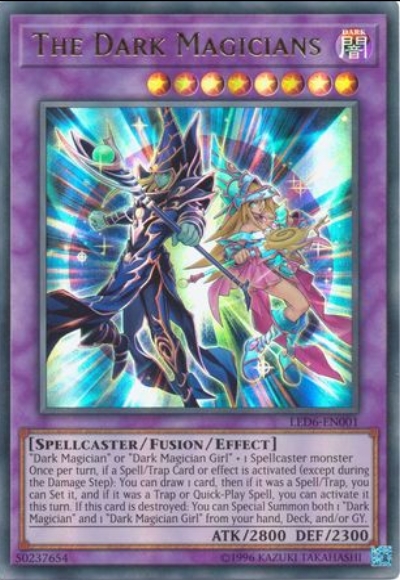 THE DARK MAGICIANS
DARK
闇
LED6-EN001
[SPELLCASTER/FUSION/EFFECT]
"Dark Magician" or "Dark Magician Girl" + 1 Spellcaster monster
Once per turn, if a Spell/Trap Card or effect is activated (except during
the Damage Step): You can draw 1 card, then if it was a Spell/Trap, you
can Set it, and if it was a Trap or Quick-Play Spell, you can activate it
this turn. If this card is destroyed: You can Special Summon both 1 "Dark
Magician" and 1 "Dark Magician Girl" from your hand, Deck, and/or GY.
ATK/2800 DEF/2300
50237654
©1996 KAZUKI TAKAHASHI